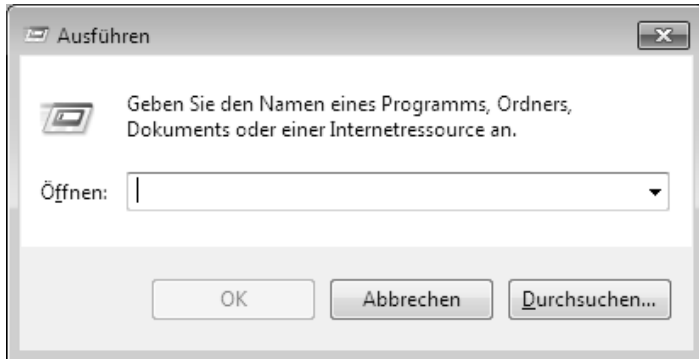 Ausführen
Geben Sie den Namen eines Programms, Ordners,
Dokuments oder einer Internetressource an.
Öffnen:
OK Abbrechen Durchsuchen...